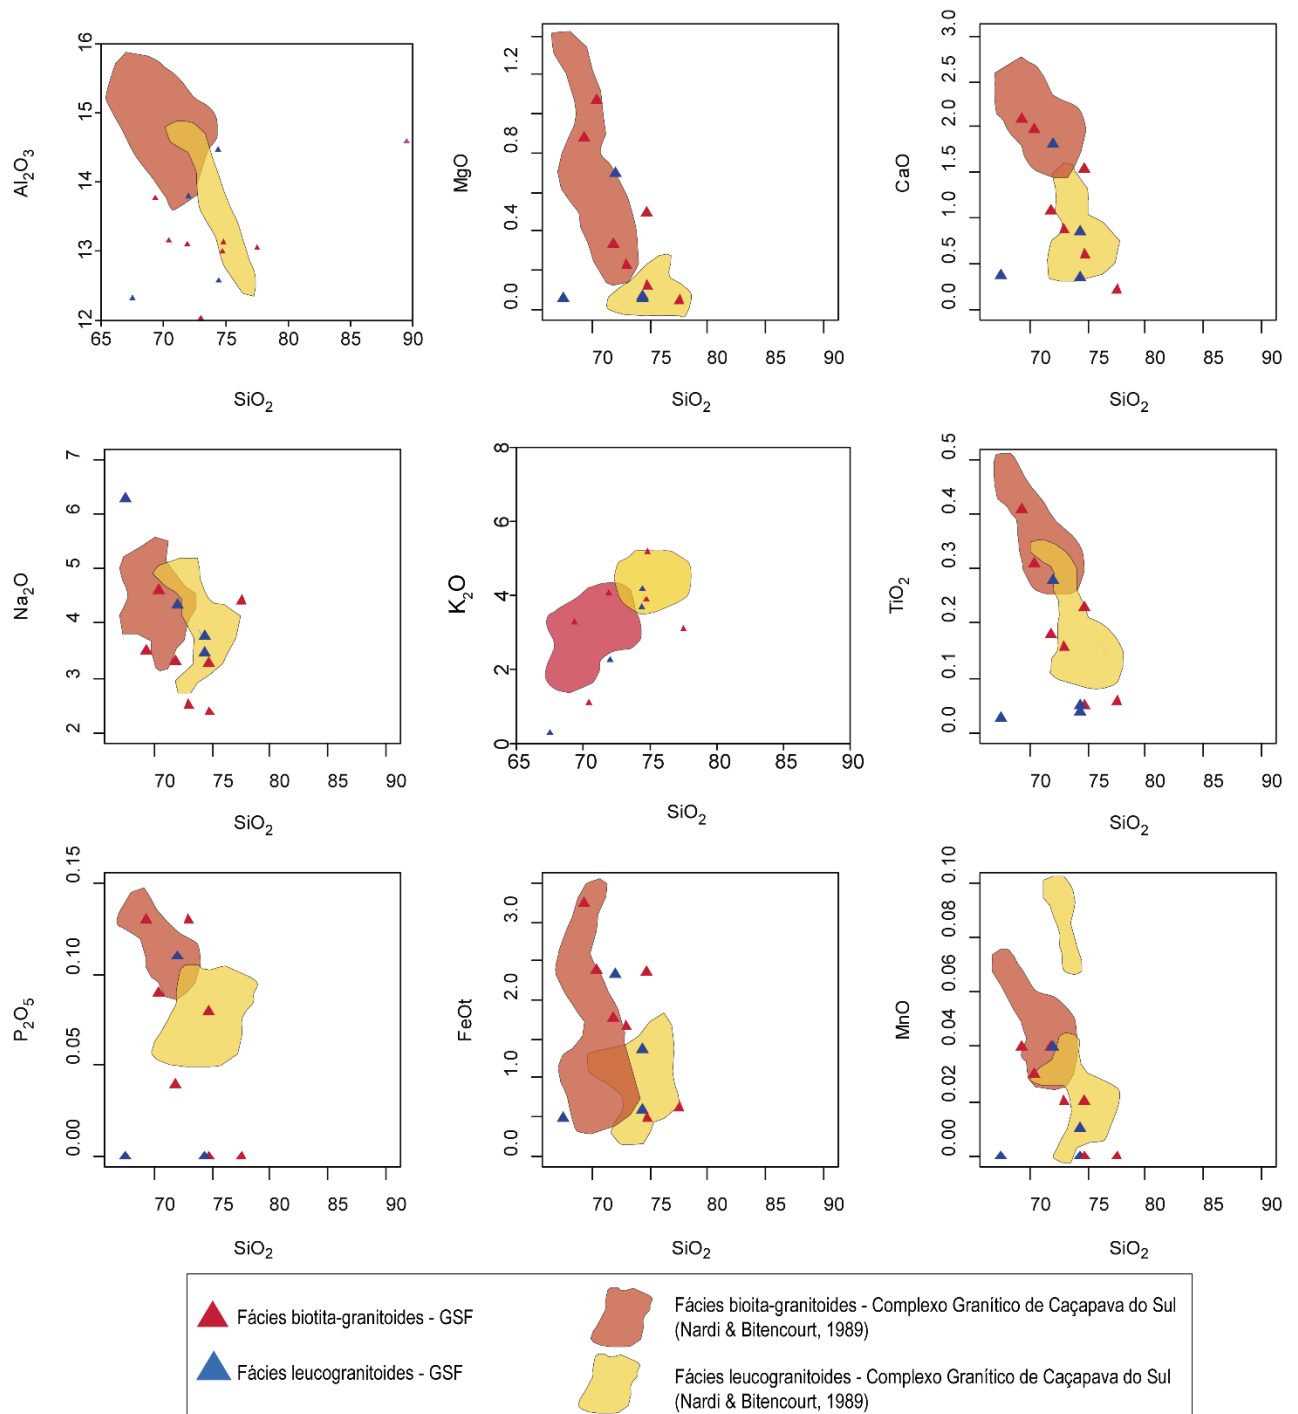 Al2O3
16
15
14
13
12
65 70 75 80 85 90
SiO2
MgO
1.2
0.8
0.4
0.0
70 75 80 85 90
SiO2
CaO
3.0
2.5
2.0
1.5
1.0
0.5
0.0
70 75 80 85 90
SiO2
Na2O
7
6
5
4
3
2
70 75 80 85 90
SiO2
K2O
8
6
4
2
0
65 70 75 80 85 90
SiO2
TiO2
0.5
0.4
0.3
0.2
0.1
0.0
70 75 80 85 90
SiO2
P2O5
0.15
0.10
0.05
0.00
70 75 80 85 90
SiO2
FeOt
3.0
2.0
1.0
0.0
70 75 80 85 90
SiO2
MnO
0.10
0.08
0.06
0.04
0.02
0.00
70 75 80 85 90
SiO2
Fácies biotita-granitoides - GSF
Fácies leucogranitoides - GSF
Fácies bioita-granitoides - Complexo Granítico de Caçapava do Sul
(Nardi & Bitencourt, 1989)
Fácies leucogranitoides - Complexo Granítico de Caçapava do Sul
(Nardi & Bitencourt, 1989)